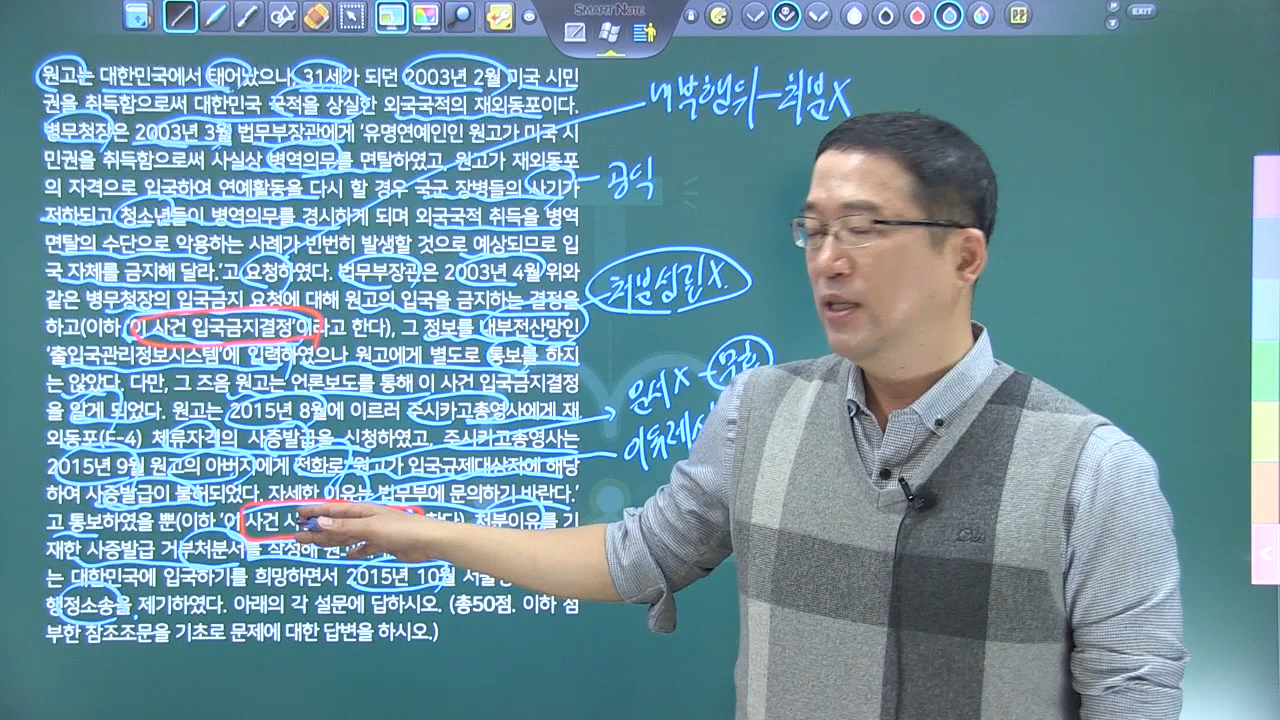 SMART NOTE
EXIT
원고는 대한민국에서 태어났으나 31세가 되던 2003년 2월 미국 시민
권을 취득함으로써 대한민국 국적을 상실한 외국국적의 재외동포이다.
병무청장은 2003년 3월 법무부장관에게 '유명연예인인 원고가 미국 시
민권을 취득함으로써 사실상 병역의무를 면탈하였고, 원고가 재외동포
의 자격으로 입국하여 연예활동을 다시 할 경우 국군 장병들의 사기가
저하되고 청소년들이 병역의무를 경시하게 되며 외국국적 취득을 병역
면탈의 수단으로 악용하는 사례가 빈번히 발생할 것으로 예상되므로 입
국 자체를 금지해 달라.'고 요청하였다. 법무부장관은 2003년 4월 위와
같은 병무청장의 입국금지 요청에 대해 원고의 입국을 금지하는 결정을
하고(이하 '이 사건 입국금지결정'이라고 한다), 그 정보를 내부전산망인
'출입국관리정보시스템'에 입력하였으나 원고에게 별도로 통보를 하지
는 않았다. 다만, 그 즈음 원고는 언론보도를 통해 이 사건 입국금지결정
을 알게 되었다. 원고는 2015년 8월에 이르러 주시카고총영사에게 재
외동포(F-4) 체류자격의 사증발급을 신청하였고, 주시카고총영사는
2015년 9월 원고의 아버지에게 전화로 '원고가 입국규제대상자에 해당
하여 사증발급이 불허되었다. 자세한 이유는 법무부에 문의하기 바란다.'
고 통보하였을 뿐(이하 '이 사건 사 한다), 처분이유를 기
재한 사증발급 거부처분서를 작성해 원고에게
는 대한민국에 입국하기를 희망하면서 2015년 10월 서울
행정소송을 제기하였다. 아래의 각 설문에 답하시오. (총50점. 이하 첨
부한 참조조문을 기초로 문제에 대한 답변을 하시오.)
내부행위-처분X
공익
처분성립X
문서X-무효